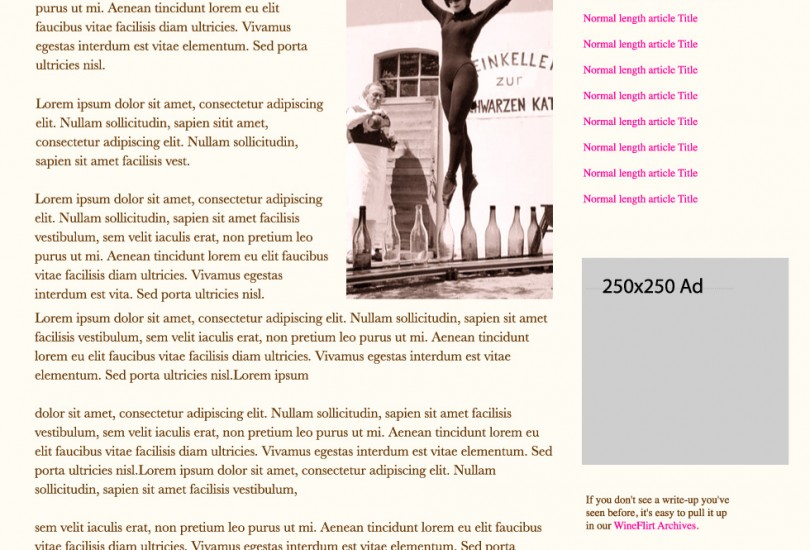 purus ut mi. Aenean tincidunt lorem eu elit
faucibus vitae facilisis diam ultricies. Vivamus
egestas interdum est vitae elementum. Sed porta
ultricies nisl.
Lorem ipsum dolor sit amet, consectetur adipiscing
elit. Nullam sollicitudin, sapien sitit amet,
consectetur adipiscing elit. Nullam sollicitudin,
sapien sit amet facilisis vest.
Lorem ipsum dolor sit amet, consectetur adipiscing
elit. Nullam sollicitudin, sapien sit amet facilisis
vestibulum, sem velit iaculis erat, non pretium leo
purus ut mi. Aenean tincidunt lorem eu elit faucibus
vitae facilisis diam ultricies. Vivamus egestas
interdum est vita. Sed porta ultricies nisl.
Lorem ipsum dolor sit amet, consectetur adipiscing elit. Nullam sollicitudin, sapien sit amet
facilisis vestibulum, sem velit iaculis erat, non pretium leo purus ut mi. Aenean tincidunt
lorem eu elit faucibus vitae facilisis diam ultricies. Vivamus egestas interdum est vitae
elementum. Sed porta ultricies nisl.Lorem ipsum
dolor sit amet, consectetur adipiscing elit. Nullam sollicitudin, sapien sit amet facilisis
vestibulum, sem velit iaculis erat, non pretium leo purus ut mi. Aenean tincidunt lorem eu
elit faucibus vitae facilisis diam ultricies. Vivamus egestas interdum est vitae elementum. Sed
porta ultricies nisl.Lorem ipsum dolor sit amet, consectetur adipiscing elit. Nullam
sollicitudin, sapien sit amet facilisis vestibulum,
sem velit iaculis erat, non pretium leo purus ut mi. Aenean tincidunt lorem eu elit faucibus
vitae facilisis diam ultricies. Vivamus egestas interdum est vitae elementum. Sed porta
EINKELLE
zur
HWARZEN KAT
Normal length article Title
Normal length article Title
Normal length article Title
Normal length article Title
Normal length article Title
Normal length article Title
Normal length article Title
Normal length article Title
250x250 Ad
If you don't see a write-up you've
seen before, it's easy to pull it up
in our WineFlirt Archives.